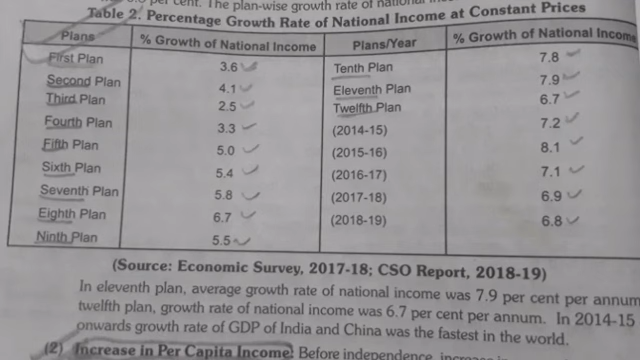 per cent. The plan-wise growth rate of
Table 2. Percentage Growth Rate of National Income at Constant Prices
Plans % Growth of National Income Plans/Year % Growth of National Income
First Plan 3.6 Tenth Plan 7.8
Second Plan 4.1 Eleventh Plan 7.9
Third Plan 2.5 Twelfth Plan 6.7
Fourth Plan 3.3 (2014-15) 7.2
Fifth Plan 5.0 (2015-16) 8.1
Sixth Plan 5.4 (2016-17) 7.1
Seventh Plan 5.8 (2017-18) 6.9
Eighth Plan 6.7 (2018-19) 6.8
Ninth Plan 5.5
(Source: Economic Survey, 2017-18; CSO Report, 2018-19)
In eleventh plan, average growth rate of national income was 7.9 per cent per annum
twelfth plan, growth rate of national income was 6.7 per cent per annum. In 2014-15
onwards growth rate of GDP of India and China was the fastest in the world.
(2) Increase in Per Capita Income: Before independence, increase in